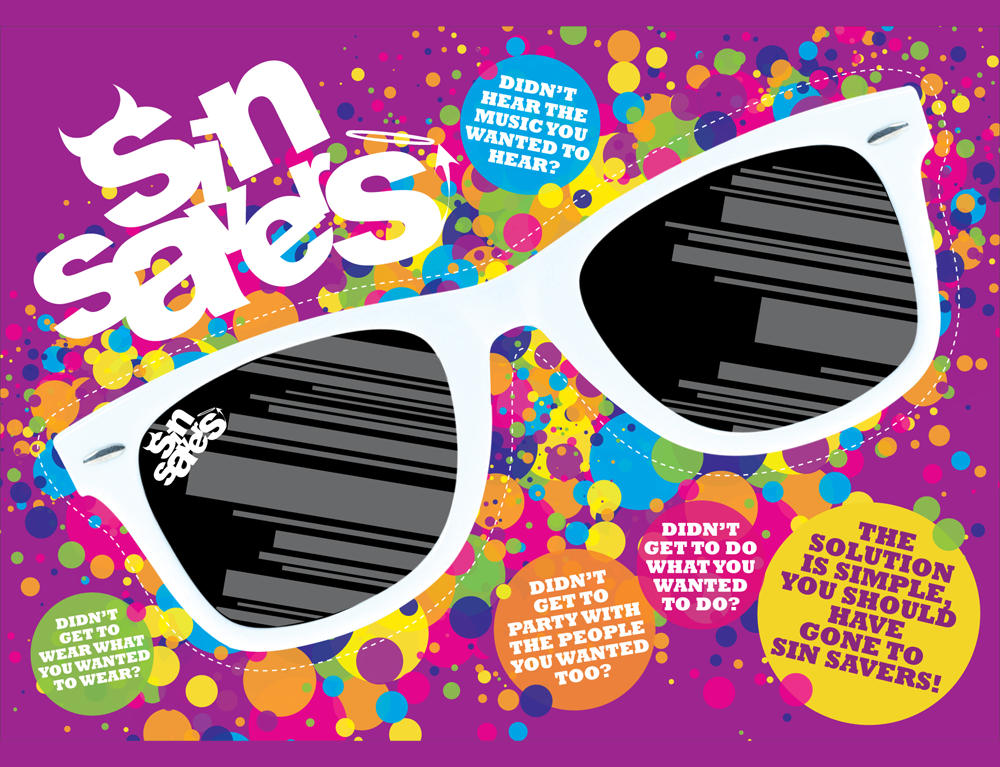 Sin
savers
DIDN'T
HEAR THE
MUSIC YOU
WANTED TO
HEAR?
Sin
savers
DIDN'T
GET TO
WEAR WHAT
YOU WANTED
TO WEAR?
DIDN'T
GET TO
PARTY WITH
THE PEOPLE
YOU WANTED
TOO?
DIDN'T
GET TO DO
WHAT YOU
WANTED
TO DO?
THE
SOLUTION
IS SIMPLE,
YOU SHOULD
HAVE
GONE TO
SIN SAVERS!